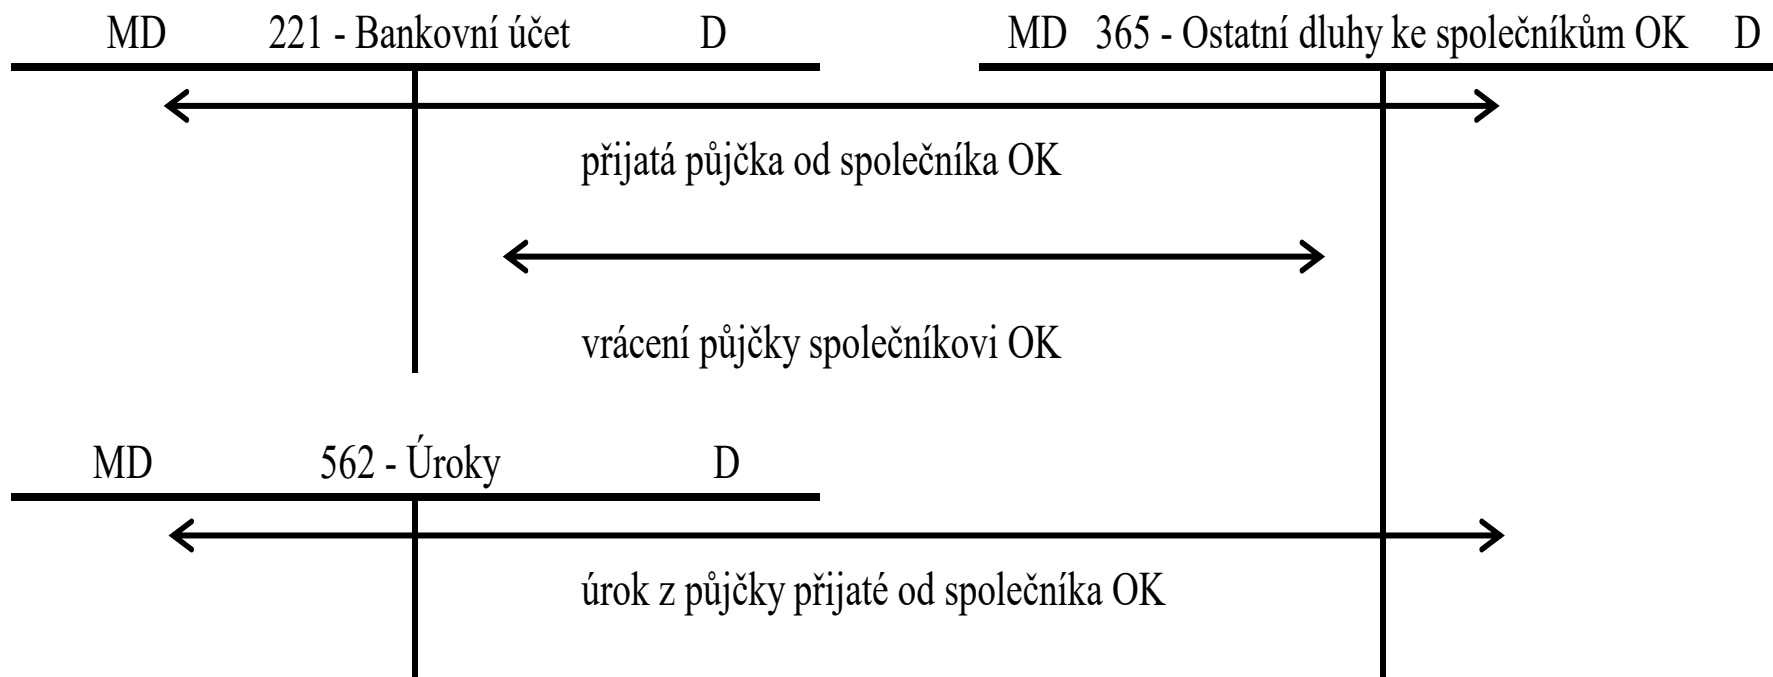 MD 221 - Bankovní účet D MD 365 - Ostatní dluhy ke společníkům OK D
přijatá půjčka od společníka OK
vrácení půjčky společníkovi OK
MD 562 - Úroky D
úrok z půjčky přijaté od společníka OK